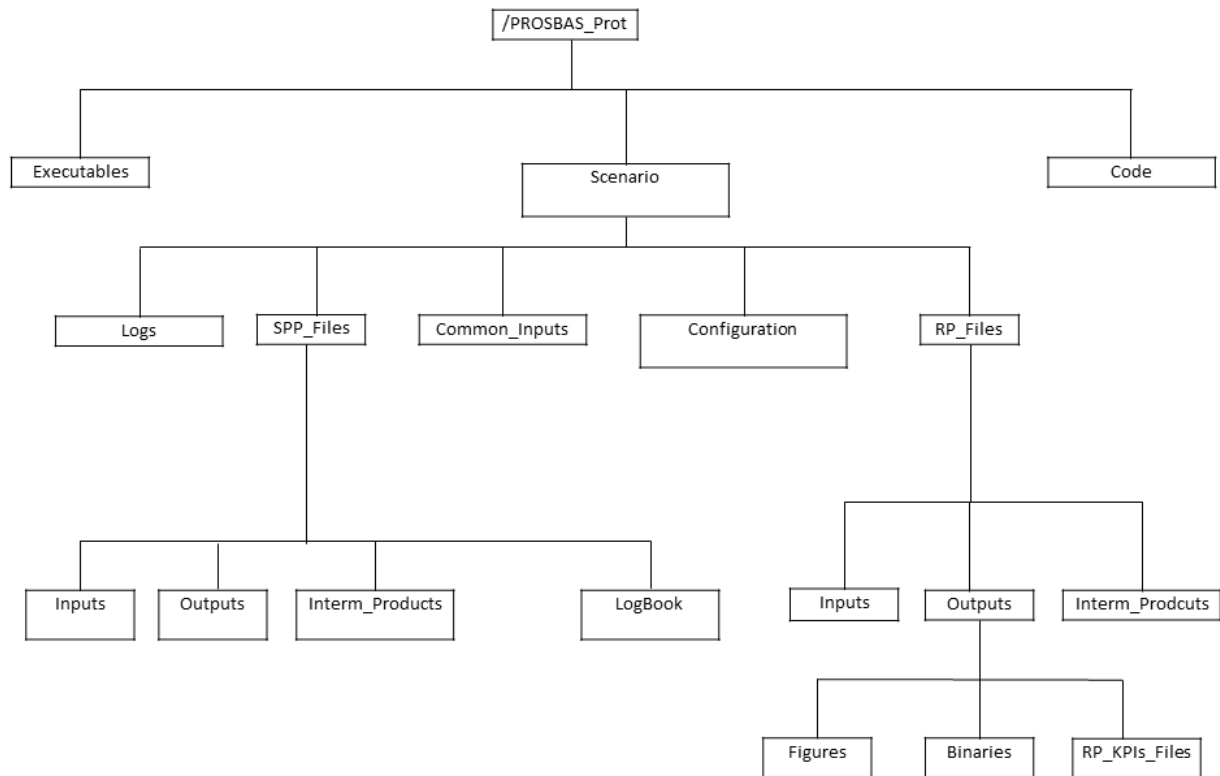 /PROSBAS_Prot
Executables
Scenario
Code
Logs
SPP_Files
Common_Inputs
Configuration
RP_Files
Inputs
Outputs
Interm_Products
LogBook
Inputs
Outputs
Interm_Prodcuts
Figures
Binaries
RP_KPIs_Files